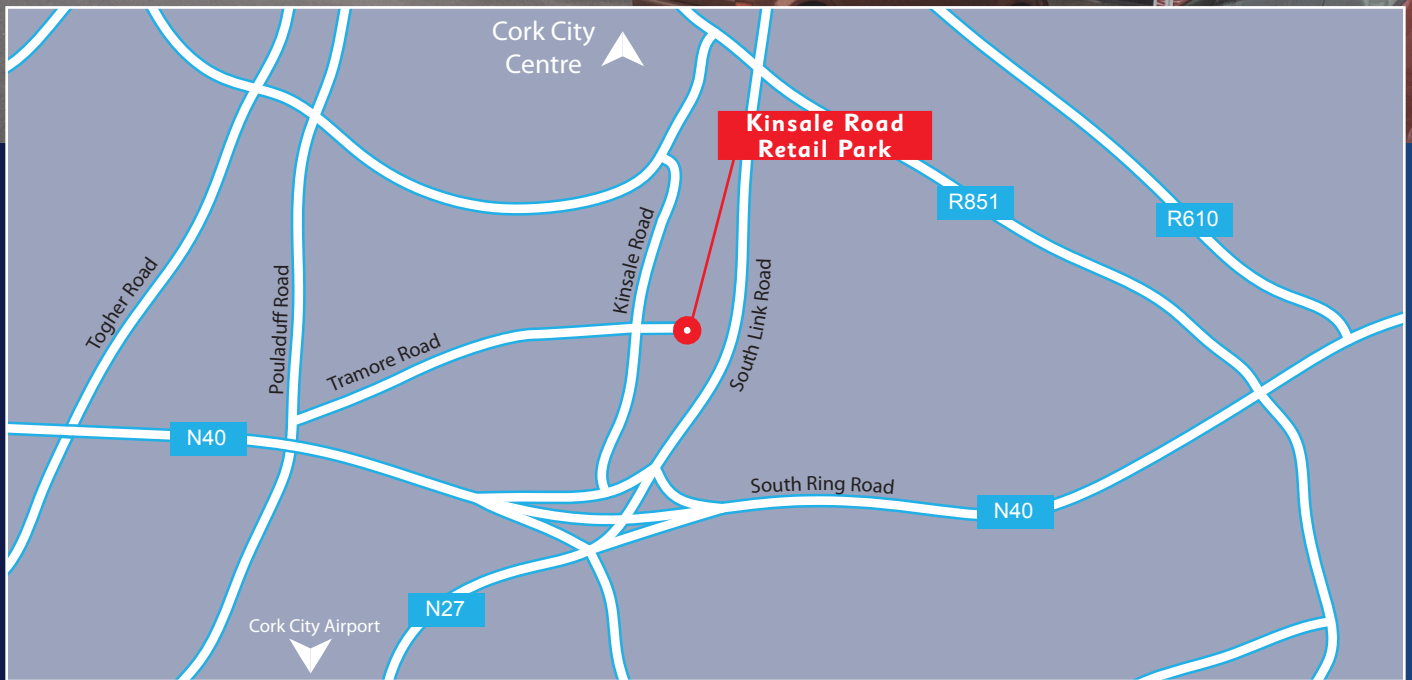 Cork City
Centre
Kinsale Road
Retail Park
R851
R610
Kinsale Road
Togher Road
Pouladuff Road
South Link Road
Tramore Road
N40
South Ring Road
N40
N27
Cork City Airport